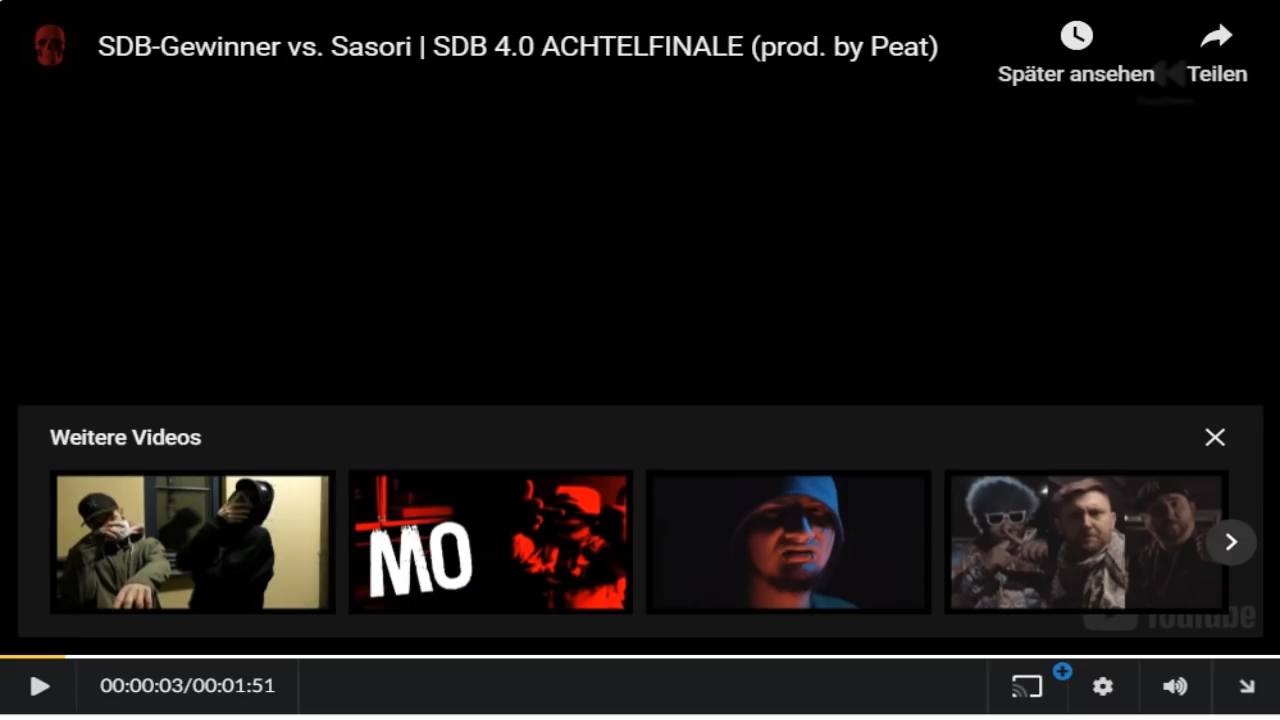 SDB-Gewinner vs. Sasori | SDB 4.0 ACHTELFINALE (prod. by Peat)
Später ansehen
Teilen
Weitere Videos
MO
YouTube
00:00:03/00:01:51